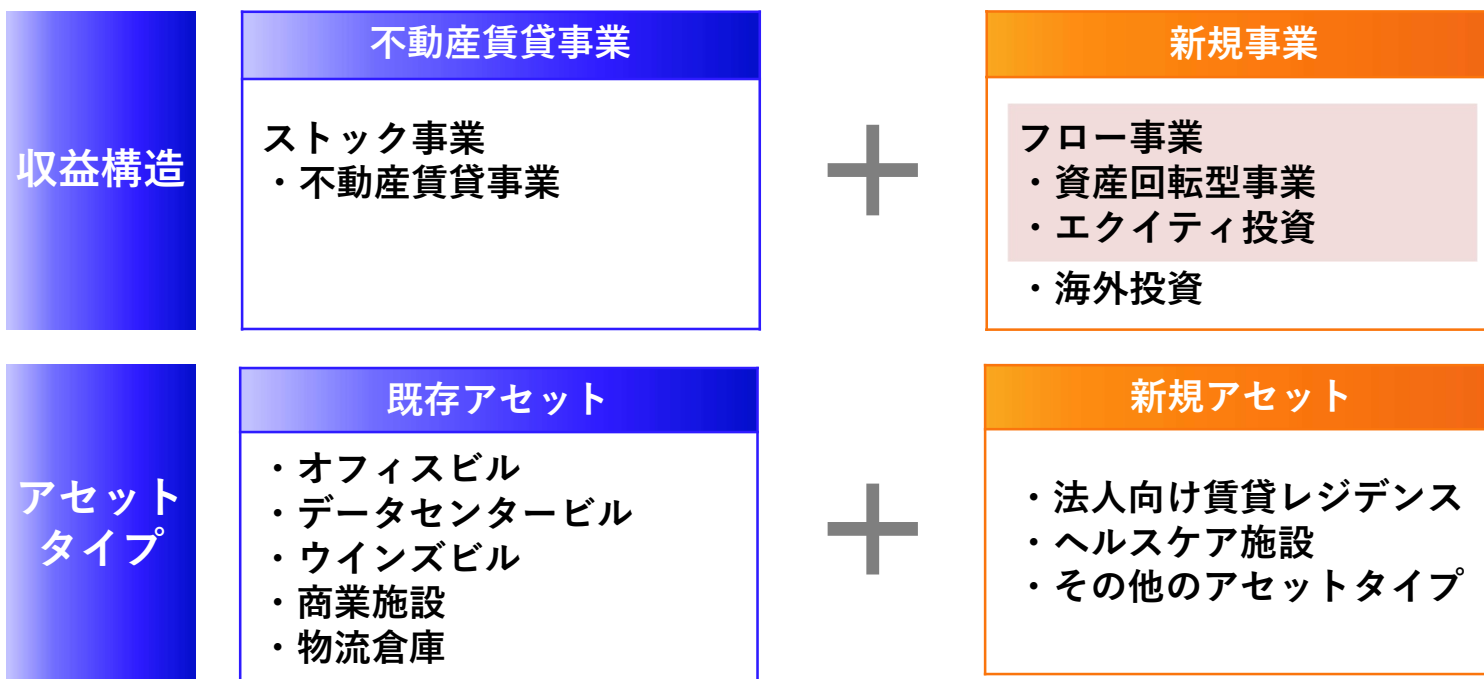 収益構造
不動産賃貸事業
ストック事業
・不動産賃貸事業
＋
新規事業
フロー事業
・資産回転型事業
・エクイティ投資
・海外投資
アセット
タイプ
既存アセット
・オフィスビル
・データセンタービル
・ウインズビル
・商業施設
・物流倉庫
＋
新規アセット
・法人向け賃貸レジデンス
・ヘルスケア施設
・その他のアセットタイプ